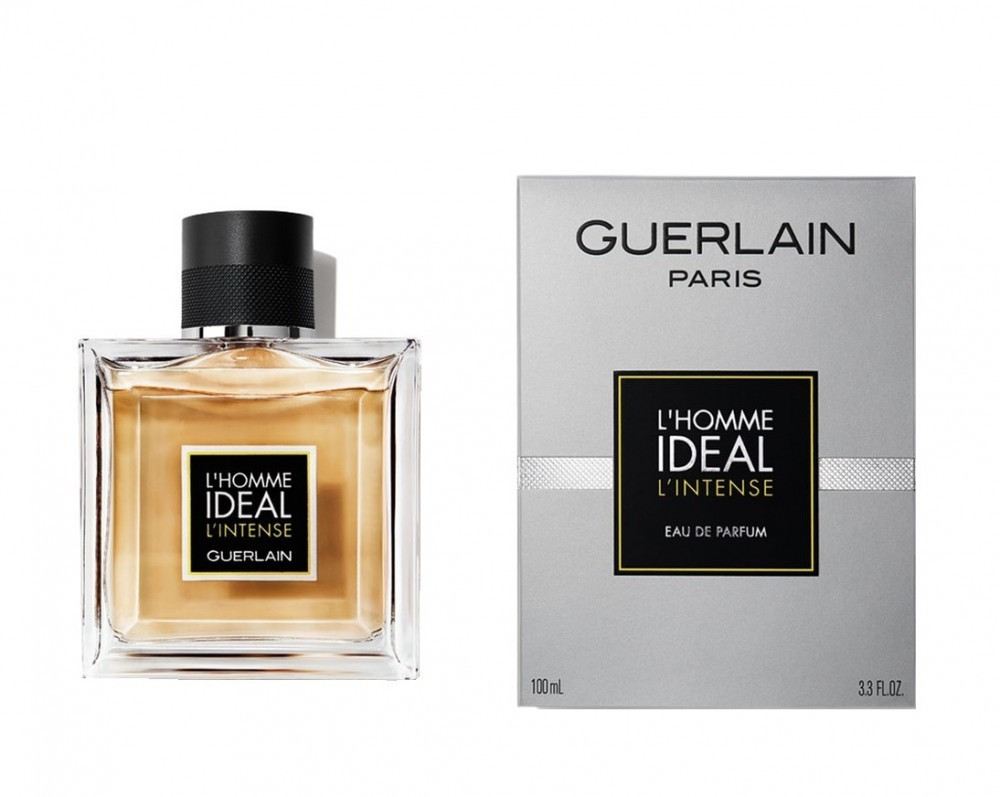 L'HOMME
IDEAL
L'INTENSE
GUERLAIN
GUERLAIN
PARIS
L'HOMME
IDEAL
L'INTENSE
EAU DE PARFUM
100 mL
3.3 FL.OZ.